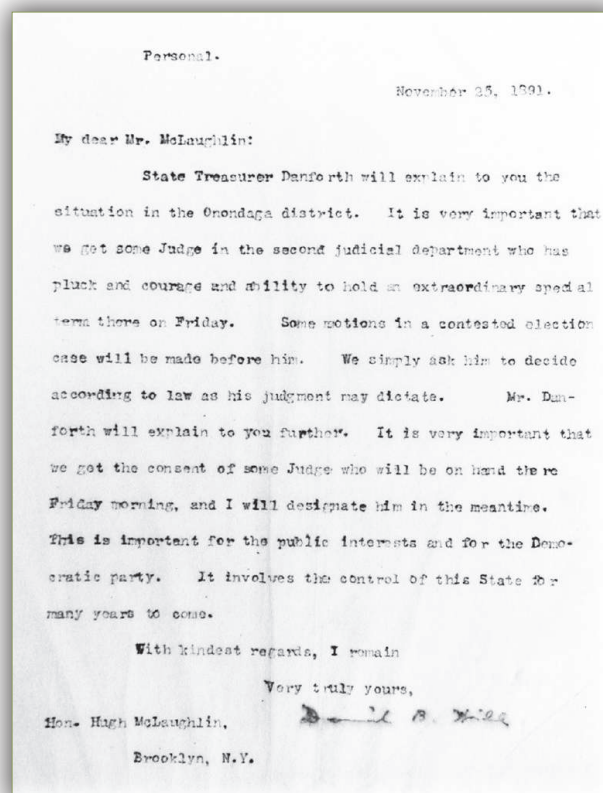 Personal.
November 25, 1891.
My dear Mr. McLaughlin:
State Treasurer Danforth will explain to you the
situation in the Onondaga district. It is very important that
we get some Judge in the second judicial department who has
pluck and courage and ability to hold an extraordinary special
term there on Friday. Some motions in a contested election
case will be made before him. We simply ask him to decide
according to law as his judgment may dictate. Mr. Dan-
forth will explain to you further. It is very important that
we get the consent of some Judge who will be on hand there
Friday morning, and I will designate him in the meantime.
This is important for the public interests and for the Demo-
cratic party. It involves the control of this State for
many years to come.
With kindest regards, I remain
Very truly yours,
David B. Hill
Hon. Hugh McLaughlin,
Brooklyn, N.Y.